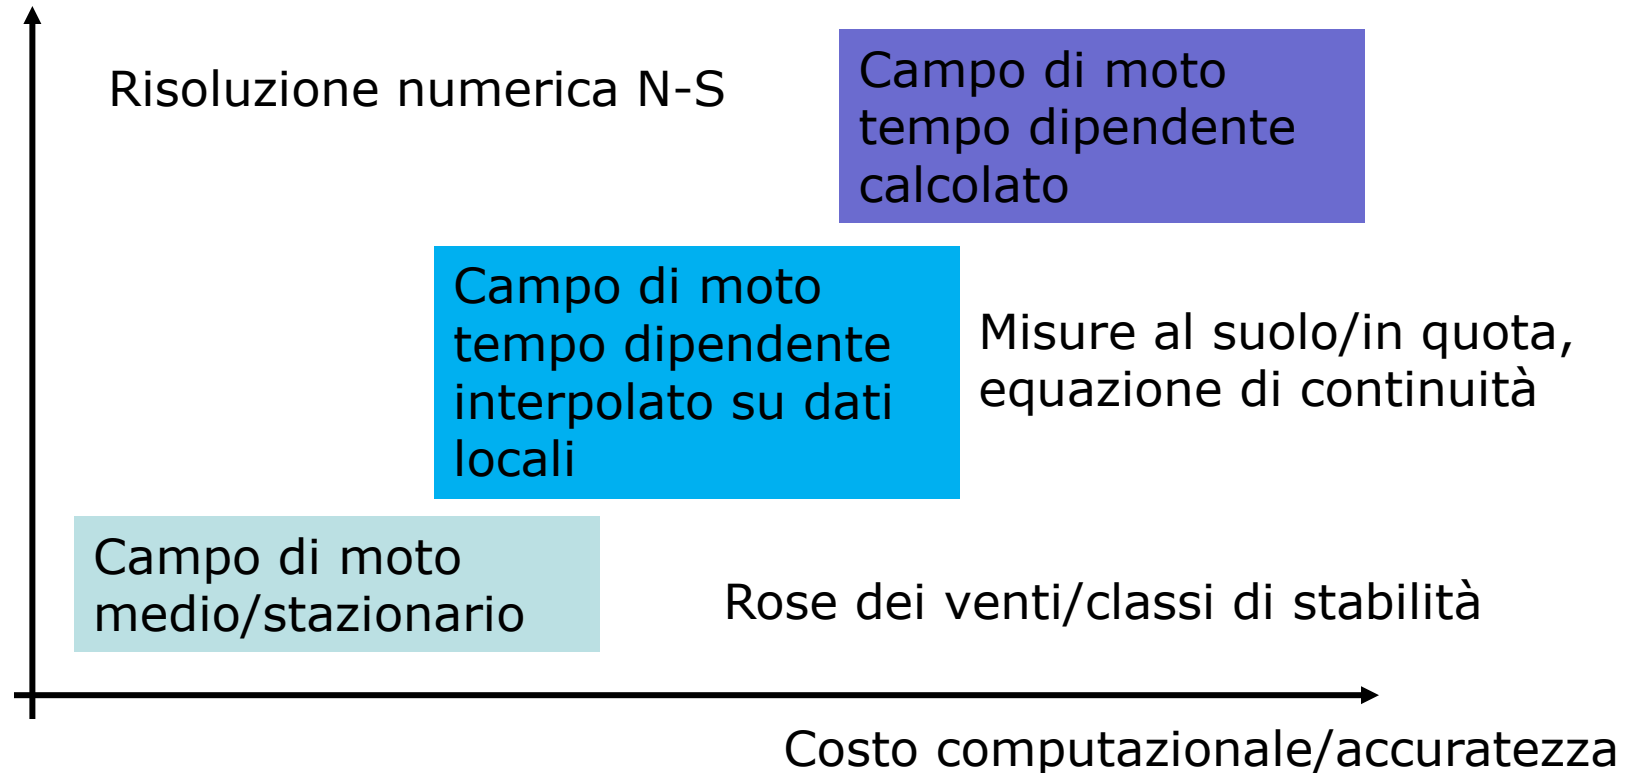 Risoluzione numerica N-S
Campo di moto
tempo dipendente
calcolato
Campo di moto
tempo dipendente
interpolato su dati
locali
Misure al suolo/in quota,
equazione di continuità
Campo di moto
medio/stazionario
Rose dei venti/classi di stabilità
Costo computazionale/accuratezza